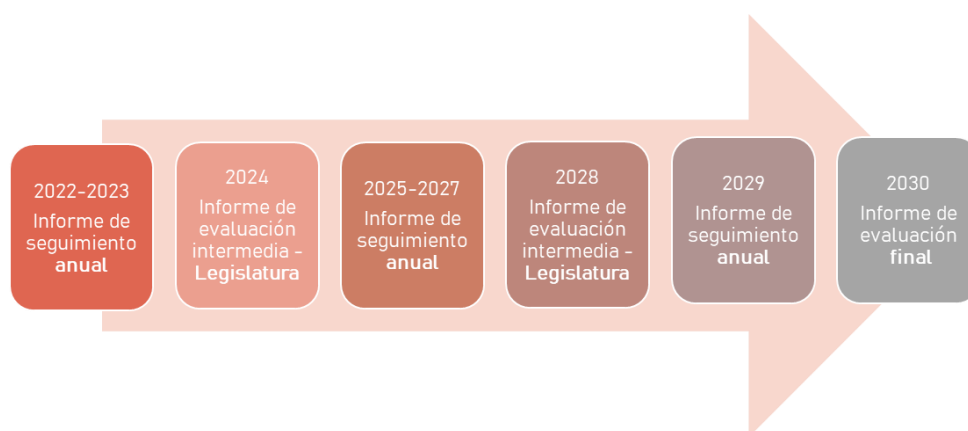 2022-2023
Informe de
seguimiento
anual
2024
Informe de
evaluación
intermedia -
Legislatura
2025-2027
Informe de
seguimiento
anual
2028
Informe de
evaluación
intermedia -
Legislatura
2029
Informe de
seguimiento
anual
2030
Informe de
evaluación
final